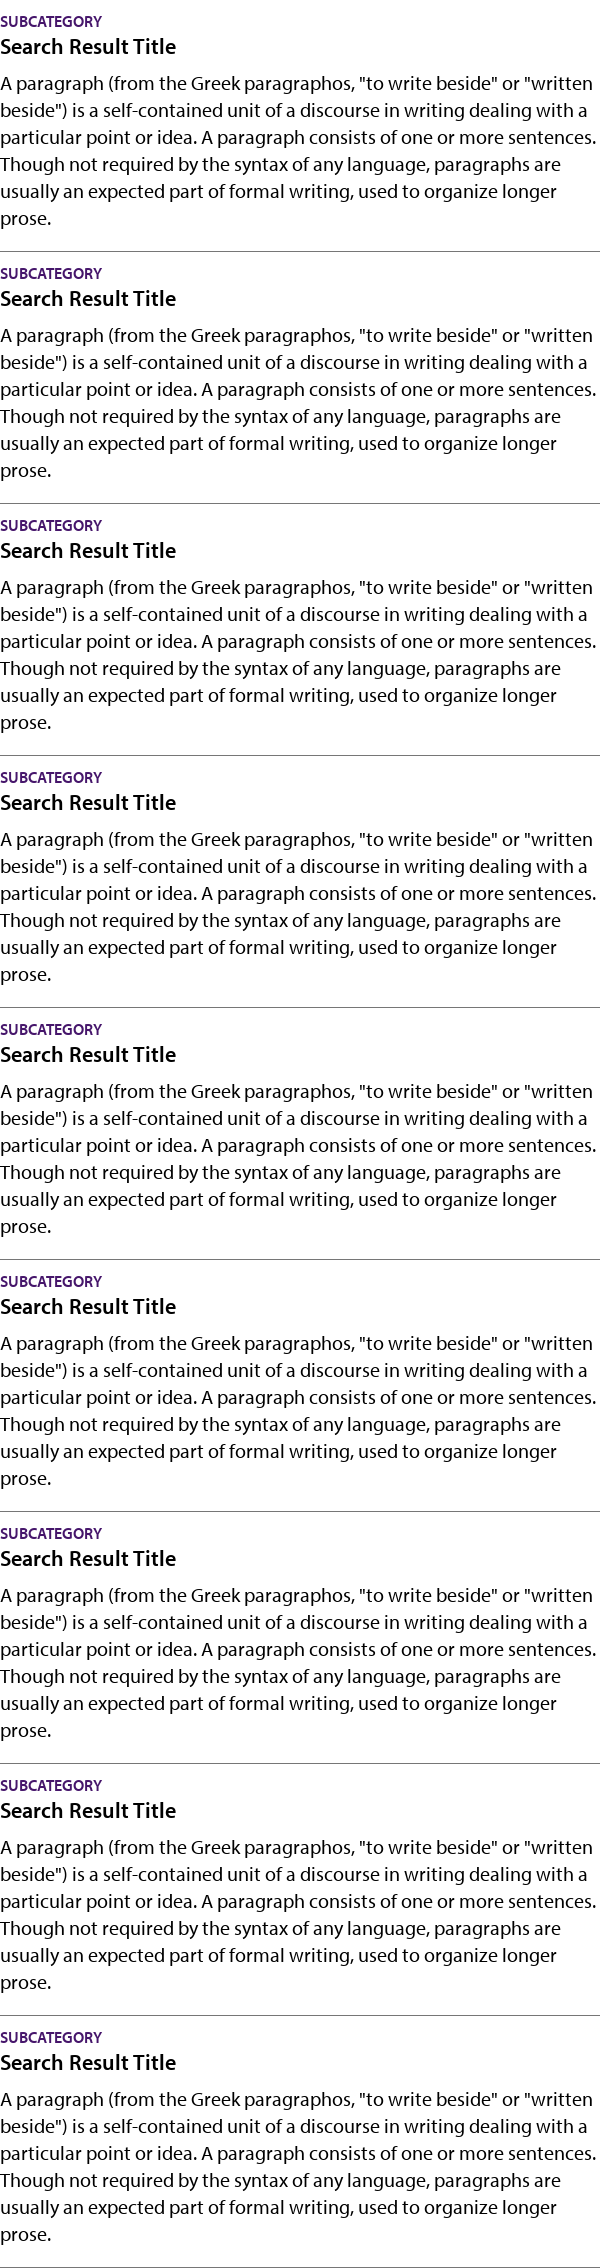 SUBCATEGORY
Search Result Title
A paragraph (from the Greek paragraphos, "to write beside" or "written
beside") is a self-contained unit of a discourse in writing dealing with a
particular point or idea. A paragraph consists of one or more sentences.
Though not required by the syntax of any language, paragraphs are
usually an expected part of formal writing, used to organize longer
prose.
SUBCATEGORY
Search Result Title
A paragraph (from the Greek paragraphos, "to write beside" or "written
beside") is a self-contained unit of a discourse in writing dealing with a
particular point or idea. A paragraph consists of one or more sentences.
Though not required by the syntax of any language, paragraphs are
usually an expected part of formal writing, used to organize longer
prose.
SUBCATEGORY
Search Result Title
A paragraph (from the Greek paragraphos, "to write beside" or "written
beside") is a self-contained unit of a discourse in writing dealing with a
particular point or idea. A paragraph consists of one or more sentences.
Though not required by the syntax of any language, paragraphs are
usually an expected part of formal writing, used to organize longer
prose.
SUBCATEGORY
Search Result Title
A paragraph (from the Greek paragraphos, "to write beside" or "written
beside") is a self-contained unit of a discourse in writing dealing with a
particular point or idea. A paragraph consists of one or more sentences.
Though not required by the syntax of any language, paragraphs are
usually an expected part of formal writing, used to organize longer
prose.
SUBCATEGORY
Search Result Title
A paragraph (from the Greek paragraphos, "to write beside" or "written
beside") is a self-contained unit of a discourse in writing dealing with a
particular point or idea. A paragraph consists of one or more sentences.
Though not required by the syntax of any language, paragraphs are
usually an expected part of formal writing, used to organize longer
prose.
SUBCATEGORY
Search Result Title
A paragraph (from the Greek paragraphos, "to write beside" or "written
beside") is a self-contained unit of a discourse in writing dealing with a
particular point or idea. A paragraph consists of one or more sentences.
Though not required by the syntax of any language, paragraphs are
usually an expected part of formal writing, used to organize longer
prose.
SUBCATEGORY
Search Result Title
A paragraph (from the Greek paragraphos, "to write beside" or "written
beside") is a self-contained unit of a discourse in writing dealing with a
particular point or idea. A paragraph consists of one or more sentences.
Though not required by the syntax of any language, paragraphs are
usually an expected part of formal writing, used to organize longer
prose.
SUBCATEGORY
Search Result Title
A paragraph (from the Greek paragraphos, "to write beside" or "written
beside") is a self-contained unit of a discourse in writing dealing with a
particular point or idea. A paragraph consists of one or more sentences.
Though not required by the syntax of any language, paragraphs are
usually an expected part of formal writing, used to organize longer
prose.
SUBCATEGORY
Search Result Title
A paragraph (from the Greek paragraphos, "to write beside" or "written
beside") is a self-contained unit of a discourse in writing dealing with a
particular point or idea. A paragraph consists of one or more sentences.
Though not required by the syntax of any language, paragraphs are
usually an expected part of formal writing, used to organize longer
prose.